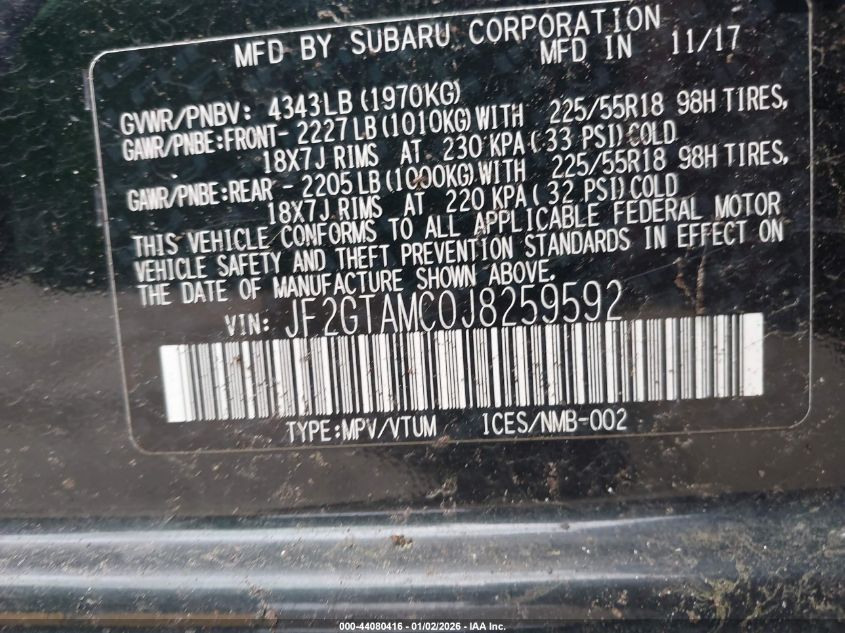 MFD BY SUBARU CORPORATION
MFD IN 11/17
GVWR/PNBV: 4343LB (1970KG)
GAWR/PNBE:FRONT- 2227 LB (1010KG) WITH 225/55R18 98H TIRES,
18X7J RIMS AT 230 KPA ( 33 PSI) COLD
GAWR/PNBE:REAR - 2205 LB (1000KG) WITH 225/55R18 98H TIRES,
18X7J RIMS AT 220 KPA ( 32 PSI) COLD
THIS VEHICLE CONFORMS TO ALL APPLICABLE FEDERAL MOTOR
VEHICLE SAFETY AND THEFT PREVENTION STANDARDS IN EFFECT ON
THE DATE OF MANUFACTURE SHOWN ABOVE.
VIN: JF2GTAMC0J8259592
TYPE:MPV/VTUM ICES/NMB-002
000-44080416 - 01/02/2026 - IAA Inc.